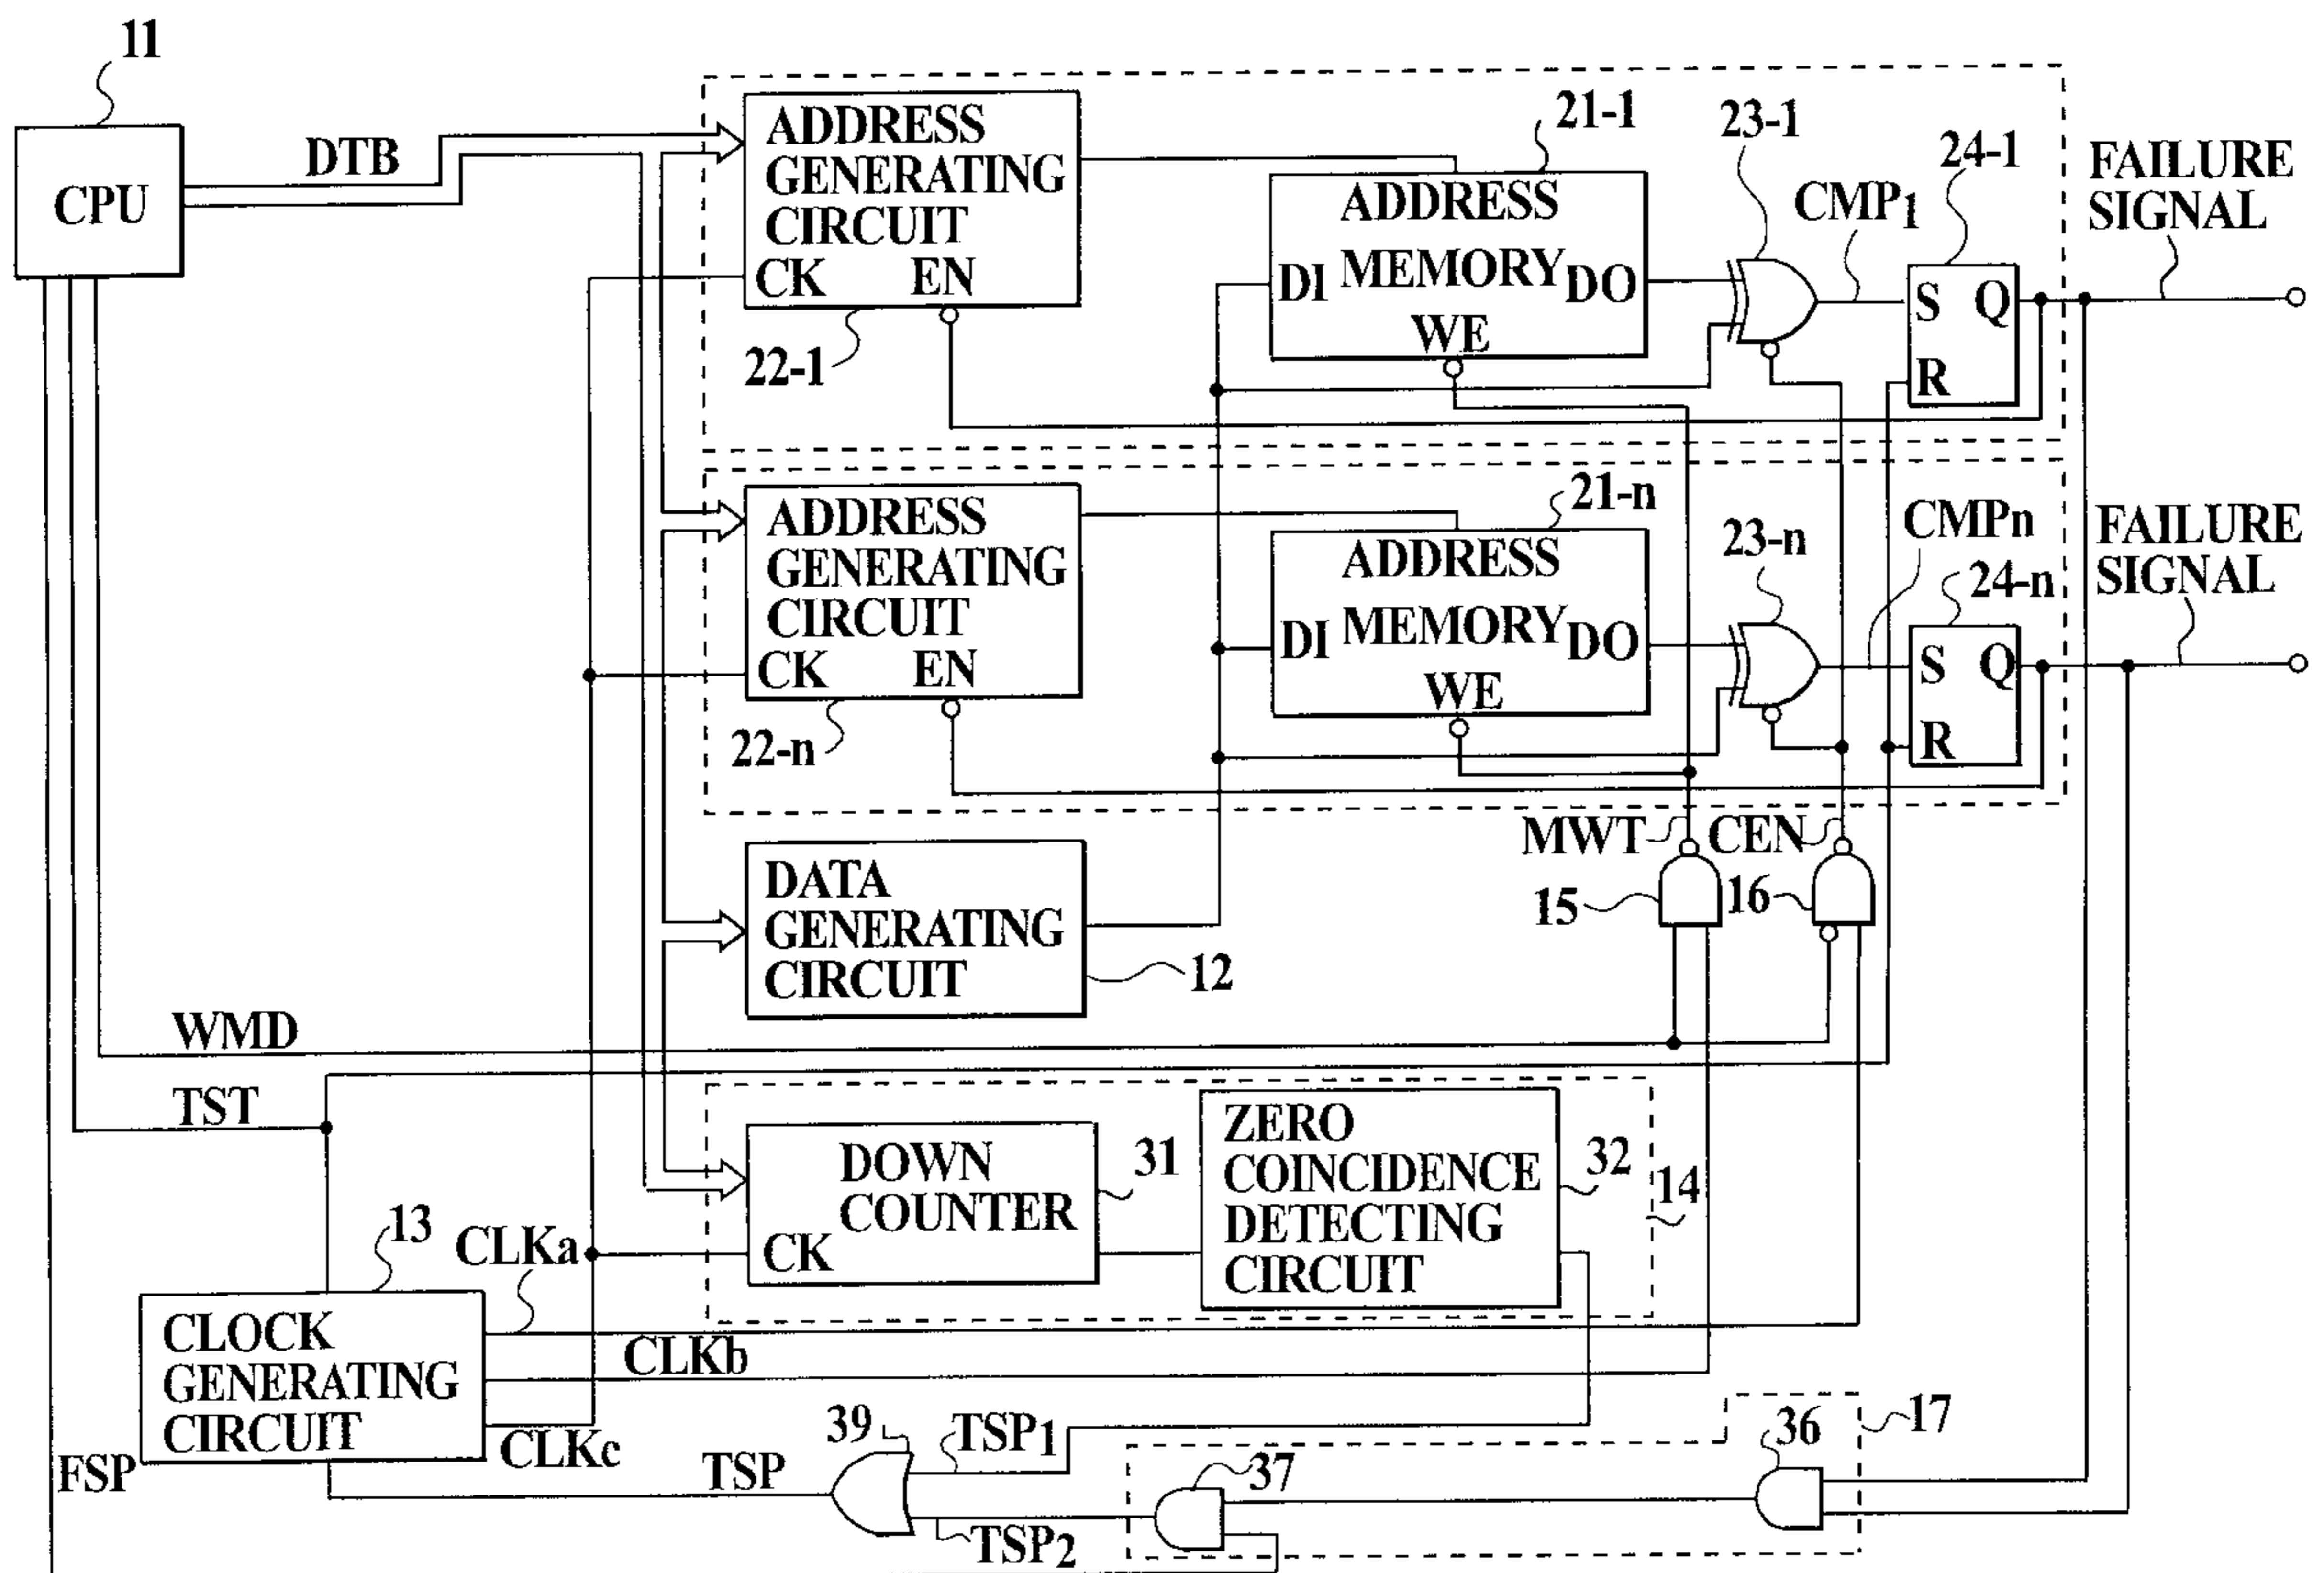 11
CPU
DTB
ADDRESS
GENERATING
CIRCUIT
CK
EN
22-1
21-1
ADDRESS
DI
MEMORY
DO
WE
23-1
CMP1
24-1
S
Q
R
FAILURE
SIGNAL
ADDRESS
GENERATING
CIRCUIT
CK
EN
22-n
21-n
ADDRESS
DI
MEMORY
DO
WE
23-n
CMPn
24-n
S
Q
R
FAILURE
SIGNAL
MWT
CEN
15
16
DATA
GENERATING
CIRCUIT
12
WMD
TST
DOWN
COUNTER
CK
31
ZERO
COINCIDENCE
DETECTING
CIRCUIT
32
14
13
CLKa
CLOCK
GENERATING
CIRCUIT
CLKb
CLKc
FSP
TSP
39
TSP1
TSP2
37
36
17